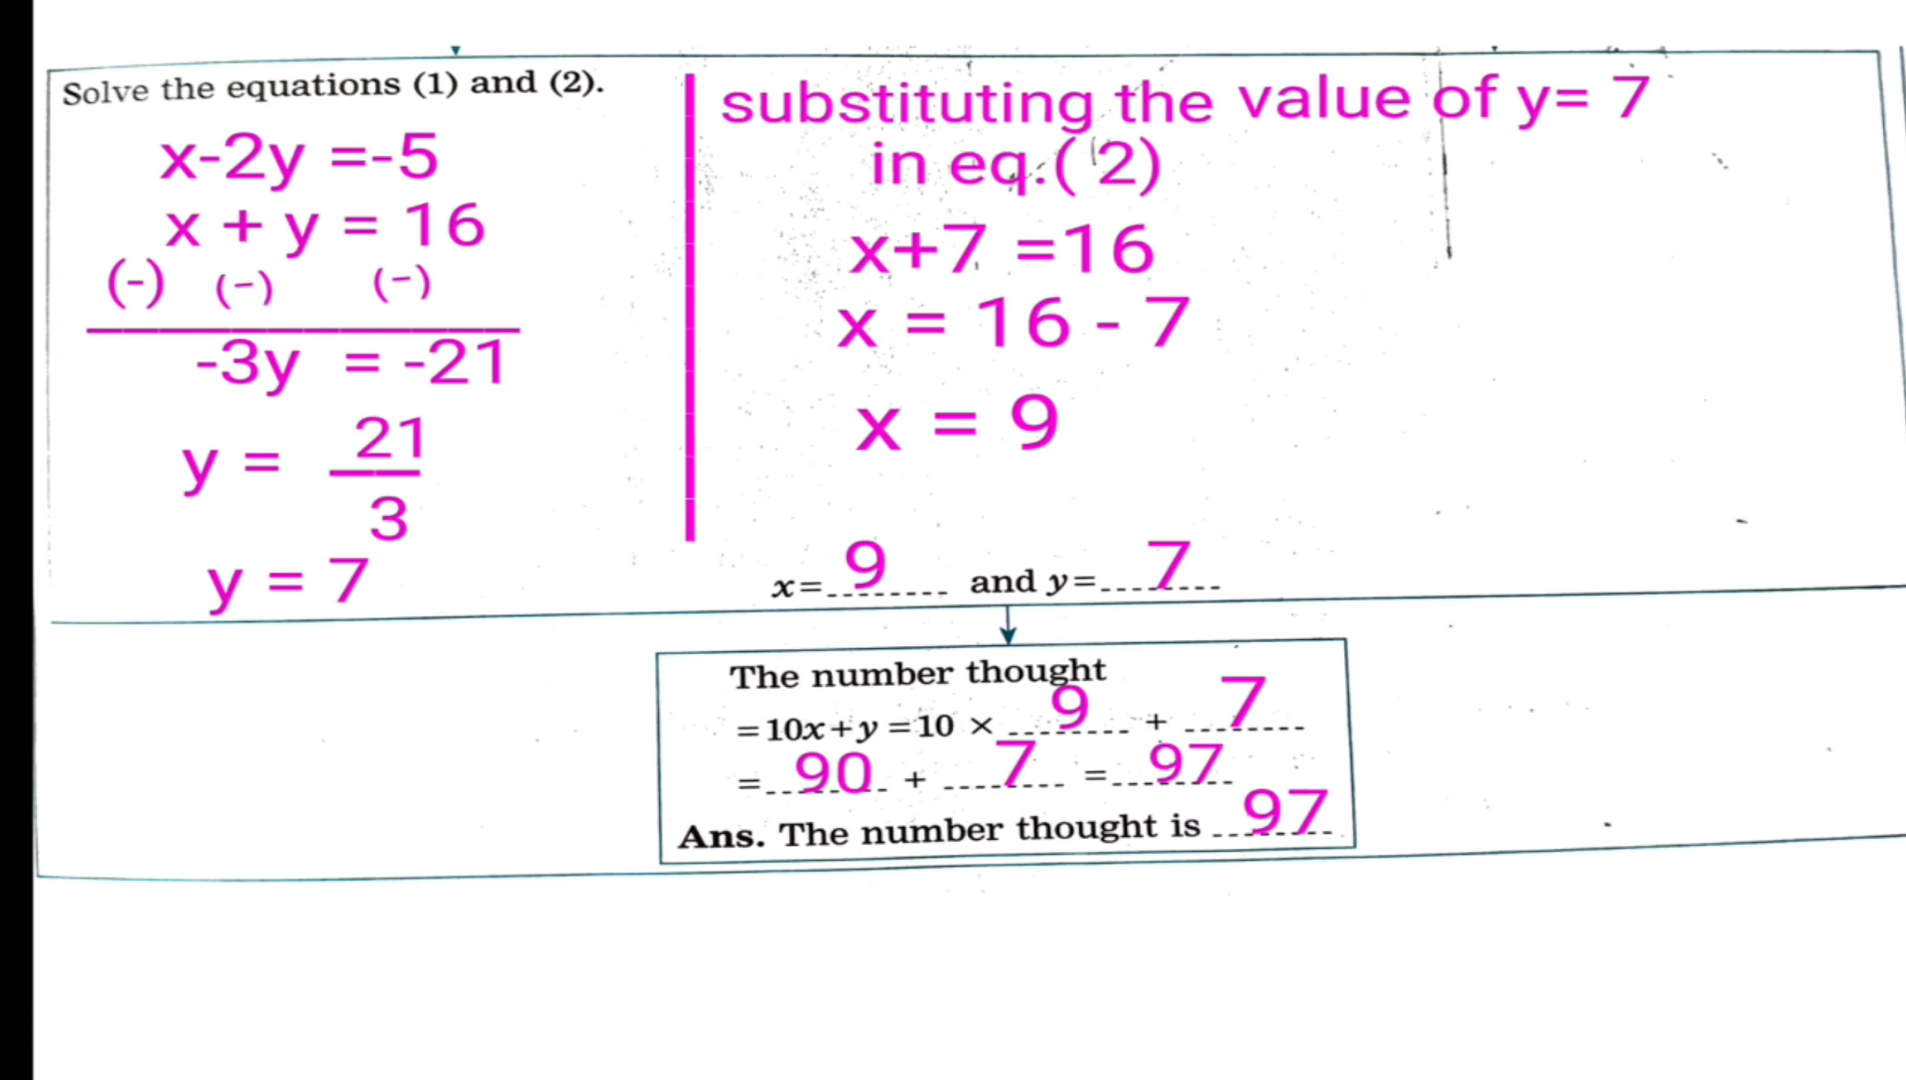 Solve the equations (1) and (2).
x-2y =-5
x + y = 16
(-) (-) (-)
-3y = -21
y = 21
3
y = 7
substituting the value of y= 7
in eq.( 2)
x+7 =16
x = 16 - 7
x = 9
x=9 and y=7
The number thought
=10x+y=10 × 9 + 7
=90 + 7 =97
Ans. The number thought is 97